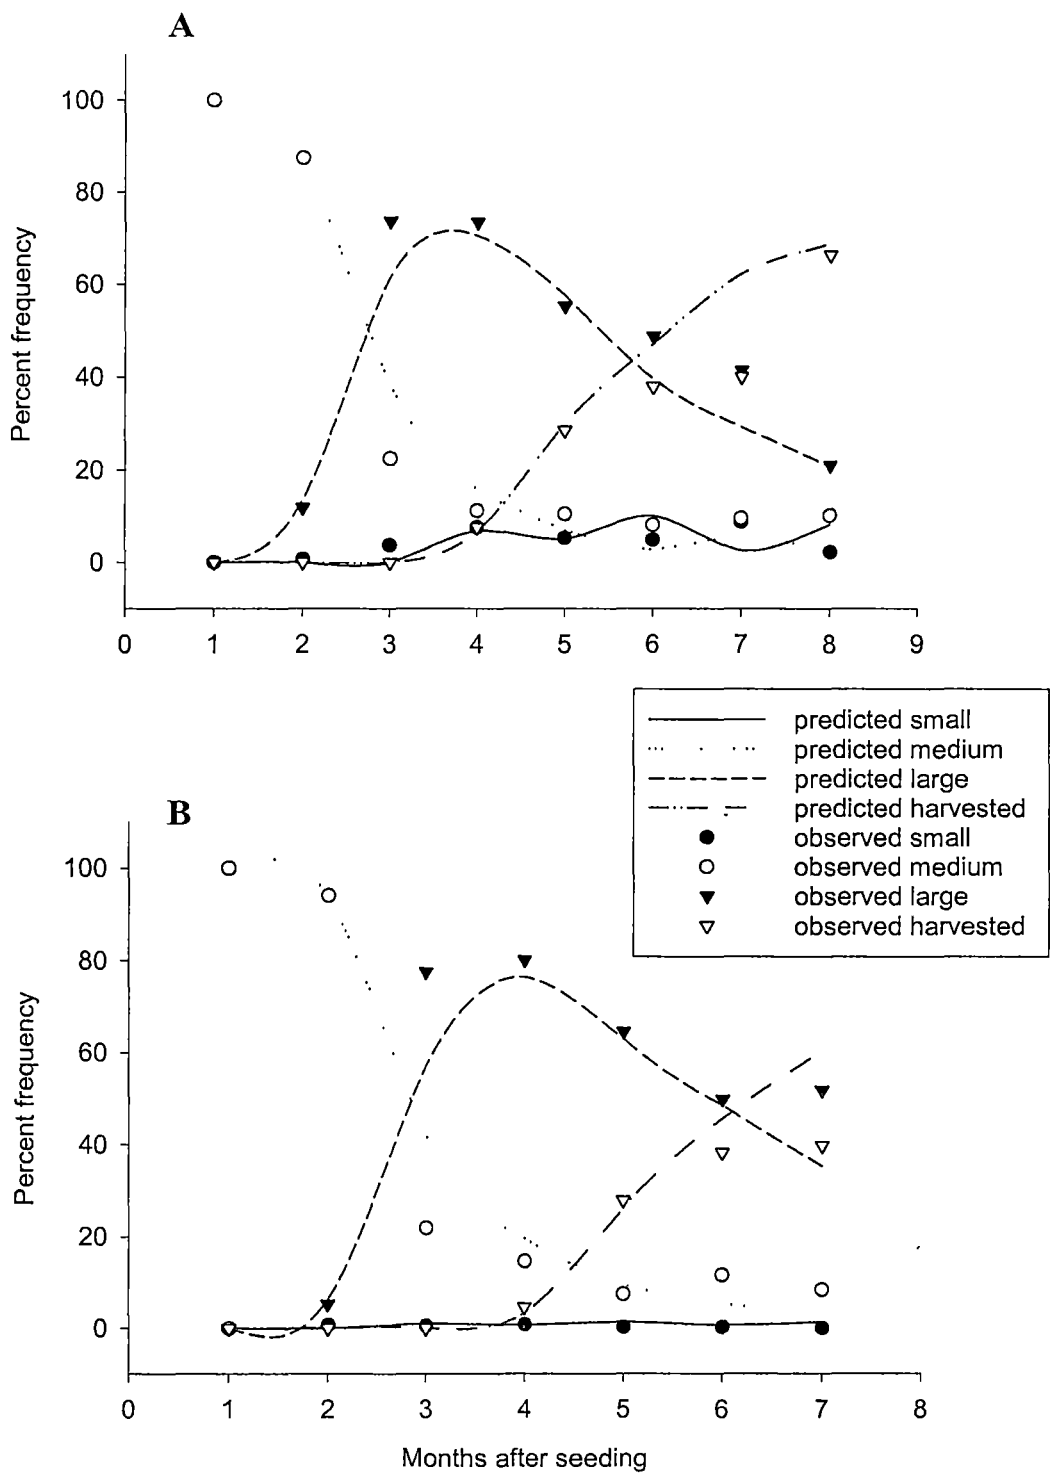 A
100
80
60
40
20
0
Percent frequency
0 1 2 3 4 5 6 7 8 9
predicted small
predicted medium
predicted large
predicted harvested
observed small
observed medium
observed large
observed harvested
B
100
80
60
40
20
0
Percent frequency
0 1 2 3 4 5 6 7 8
Months after seeding